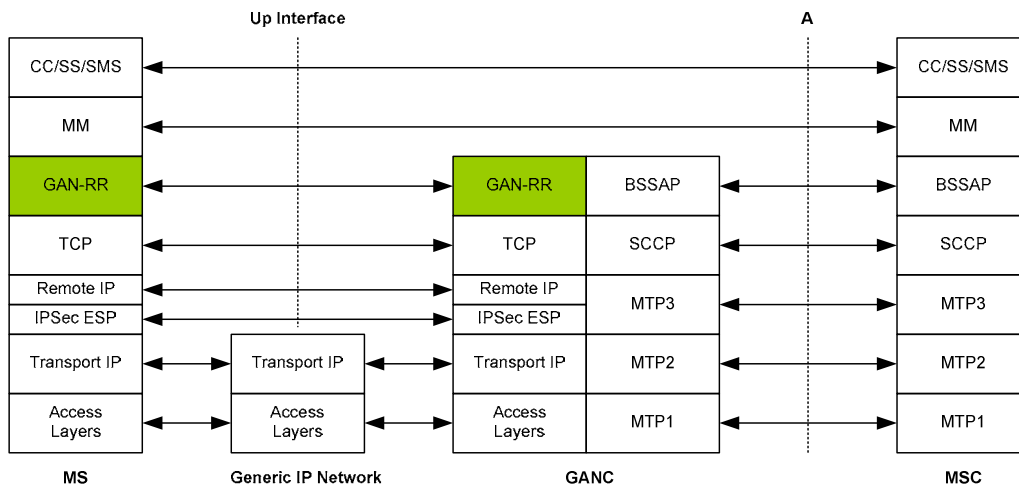 Up Interface A
CC/SS/SMS CC/SS/SMS
MM MM
GAN-RR GAN-RR BSSAP BSSAP
TCP TCP SCCP SCCP
Remote IP Remote IP
MTP3 MTP3
IPSec ESP IPSec ESP
Transport IP Transport IP Transport IP MTP2 MTP2
Access Layers Access Layers Access Layers MTP1 MTP1
MS Generic IP Network GANC MSC